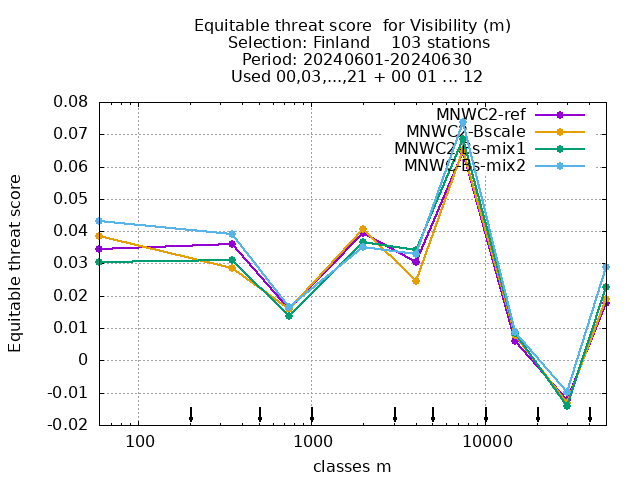 Equitable threat score  for Visibility (m)
Selection: Finland    103 stations
Period: 20240601-20240630
Used 00,03,...,21 + 00 01 ... 12
0.08
0.07
0.06
0.05
0.04
0.03
0.02
0.01
0
-0.01
-0.02
Equitable threat score
MNWC2-ref
MNWC2-Bscale
MNWC2-Bs-mix1
MNWC-Bs-mix2
100
1000
10000
classes m